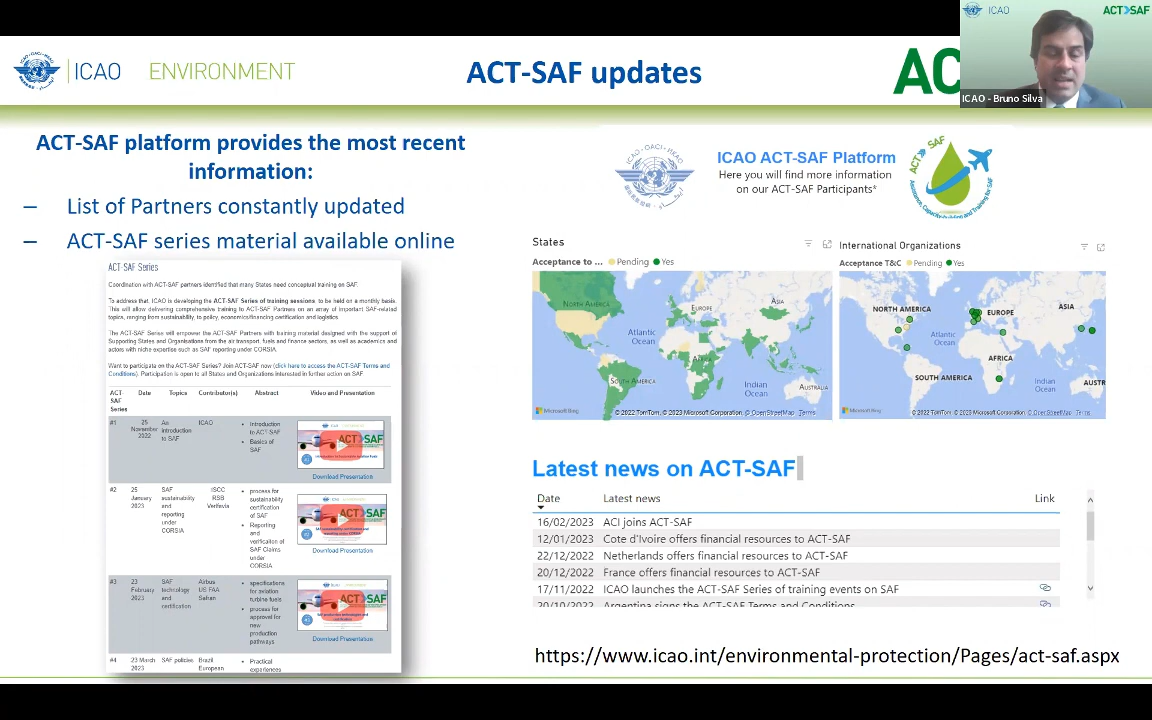 ICAO
ENVIRONMENT
ACT-SAF updates
AC
ICAO
ACT>SAF
ICAO - Bruno Silva
ACT-SAF platform provides the most recent
information:
– List of Partners constantly updated
– ACT-SAF series material available online
ACT-SAF Series
Coordination with ACT-SAF partners identified that many States need conceptual training on SAF.
To address that, ICAO is developing the ACT-SAF Series of training sessions, to be held on a monthly basis.
This will allow delivering comprehensive training to ACT-SAF Partners on an array of important SAF-related
topics, ranging from sustainability to policy, economics/financing certification and logistics.
The ACT-SAF Series will empower the ACT-SAF Partners with training material designed with the support of
Supporting States and Organisations from the air transport, fuels and finance sectors, as well as academics and
actors with niche expertise such as SAF reporting under CORSIA.
Want to participate on the ACT-SAF Series? Join ACT-SAF now (click here to access the ACT-SAF Terms and
Conditions). Participation is open to all States and Organizations interested in further action on SAF
ACT-SAF Series Date Topics Contributor(s) Abstract Video and Presentation
#1 25 November 2022 An introduction to SAF ICAO
• Introduction to ACT-SAF
• Basics of SAF
ACT>SAF
Download Presentation
#2 25 January 2023 SAF sustainability and reporting under CORSIA ISCC RSB Verifavia
• process for sustainability certification of SAF
• Reporting and verification of SAF Claims under CORSIA
ACT>SAF
Download Presentation
#3 23 February 2023 SAF technology and certification Airbus US FAA Safran
• specifications for aviation turbine fuels
• process for approval for new production pathways
ACT>SAF
Download Presentation
#4 23 March 2023 SAF policies Brazil European
• Practical experiences
ICAO ACT-SAF Platform
Here you will find more information
on our ACT-SAF Participants*
ACT> SAF
Assistance, Capacity-building and Training for SAF
States
Acceptance to ... Pending Yes
NORTH AMERICA
EUROPE
ASIA
Atlantic
Ocean
AFRICA
SOUTH AMERICA
Indian
Ocean
AUSTRALIA
Microsoft Bing
© 2022 TomTom, © 2023 Microsoft Corporation, © OpenStreetMap Terms
International Organizations
Acceptance T&C Pending Yes
NORTH AMERICA
EUROPE
ASIA
Atlantic
Ocean
AFRICA
SOUTH AMERICA
Indian
Ocean
AUSTR
Microsoft Bing
© 2022 TomTom, © 2023 Microsoft Corporation, © OpenStreetMap Terms
Latest news on ACT-SAF
Date Latest news Link
16/02/2023 ACI joins ACT-SAF
12/01/2023 Cote d'Ivoire offers financial resources to ACT-SAF
22/12/2022 Netherlands offers financial resources to ACT-SAF
20/12/2022 France offers financial resources to ACT-SAF
17/11/2022 ICAO launches the ACT-SAF Series of training events on SAF
20/10/2022 Argentina signs the ACT-SAF Terms and Conditions
https://www.icao.int/environmental-protection/Pages/act-saf.aspx